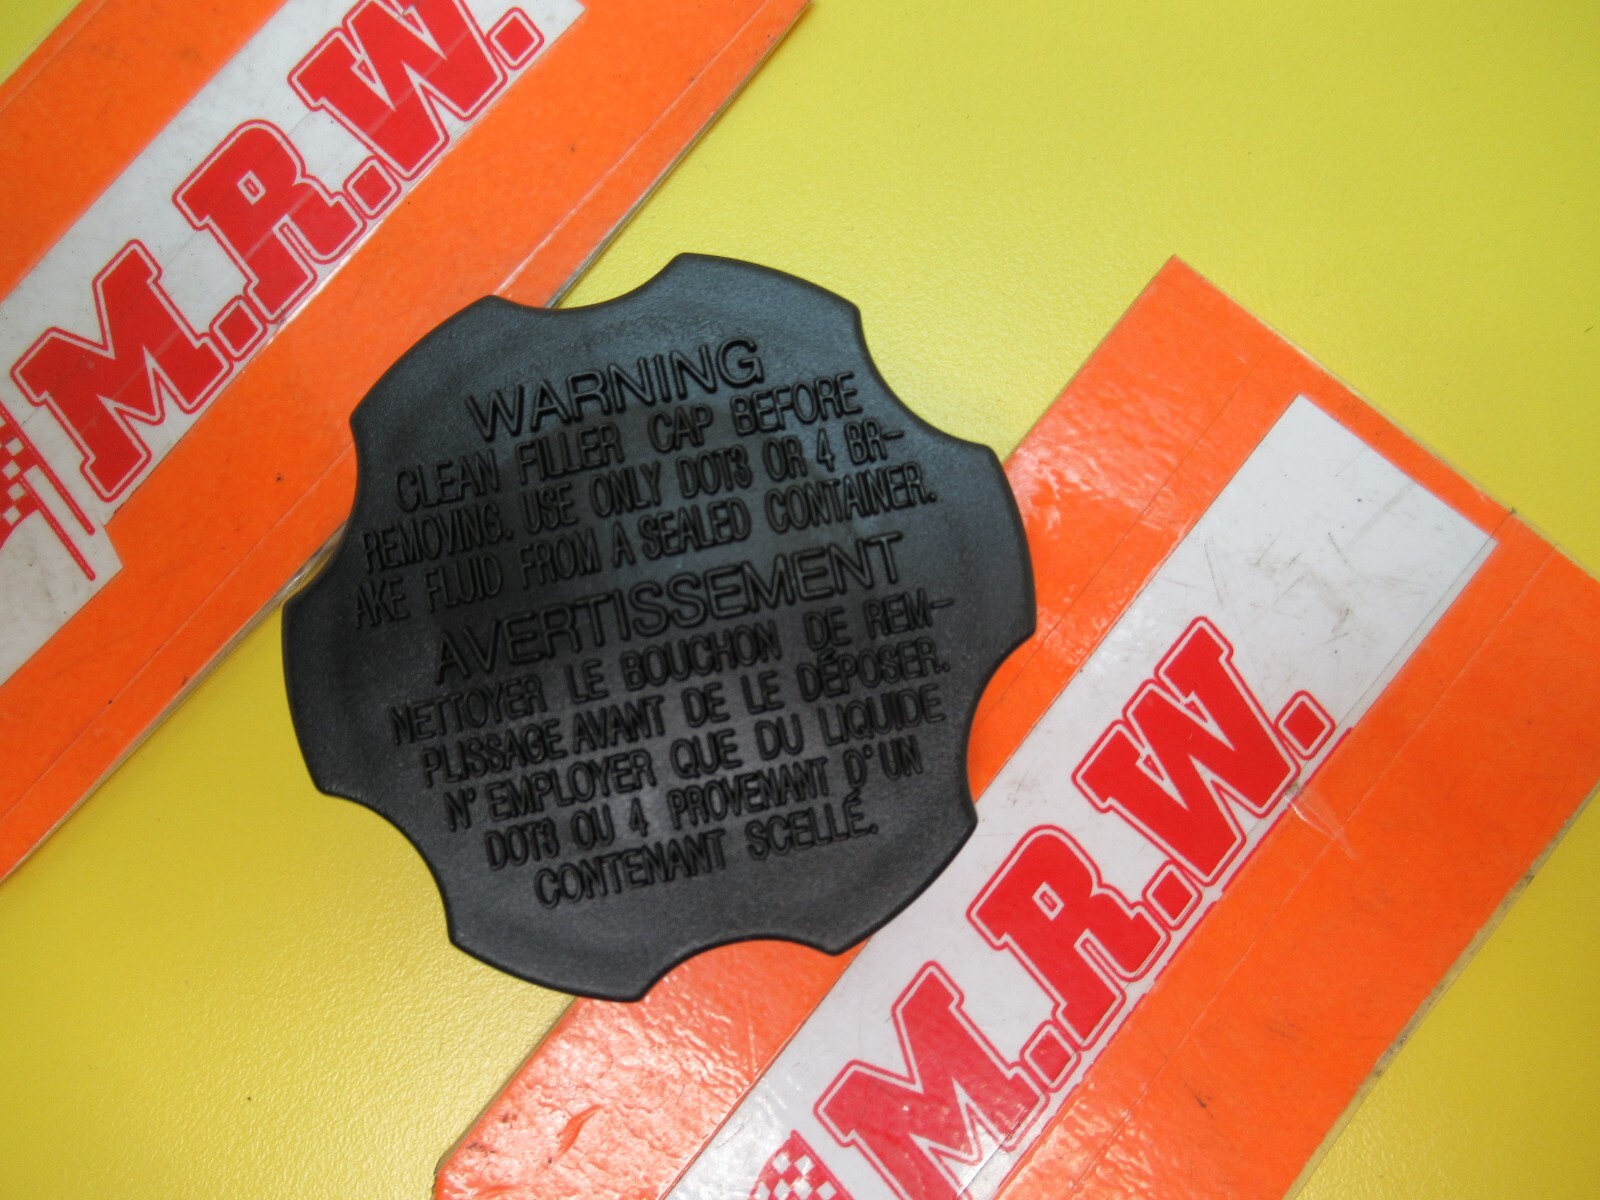 M.R.W.
WARNING
CLEAN FILLER CAP BEFORE
REMOVING. USE ONLY DOT3 OR 4 BR-
AKE FLUID FROM A SEALED CONTAINER.
AVERTISSEMENT
NETTOYER LE BOUCHON DE REM-
PLISSAGE AVANT DE LE DÉPOSER.
N' EMPLOYER QUE DU LIQUIDE
DOT3 OU 4 PROVENANT D' UN
CONTENANT SCELLÉ.
M.R.W.